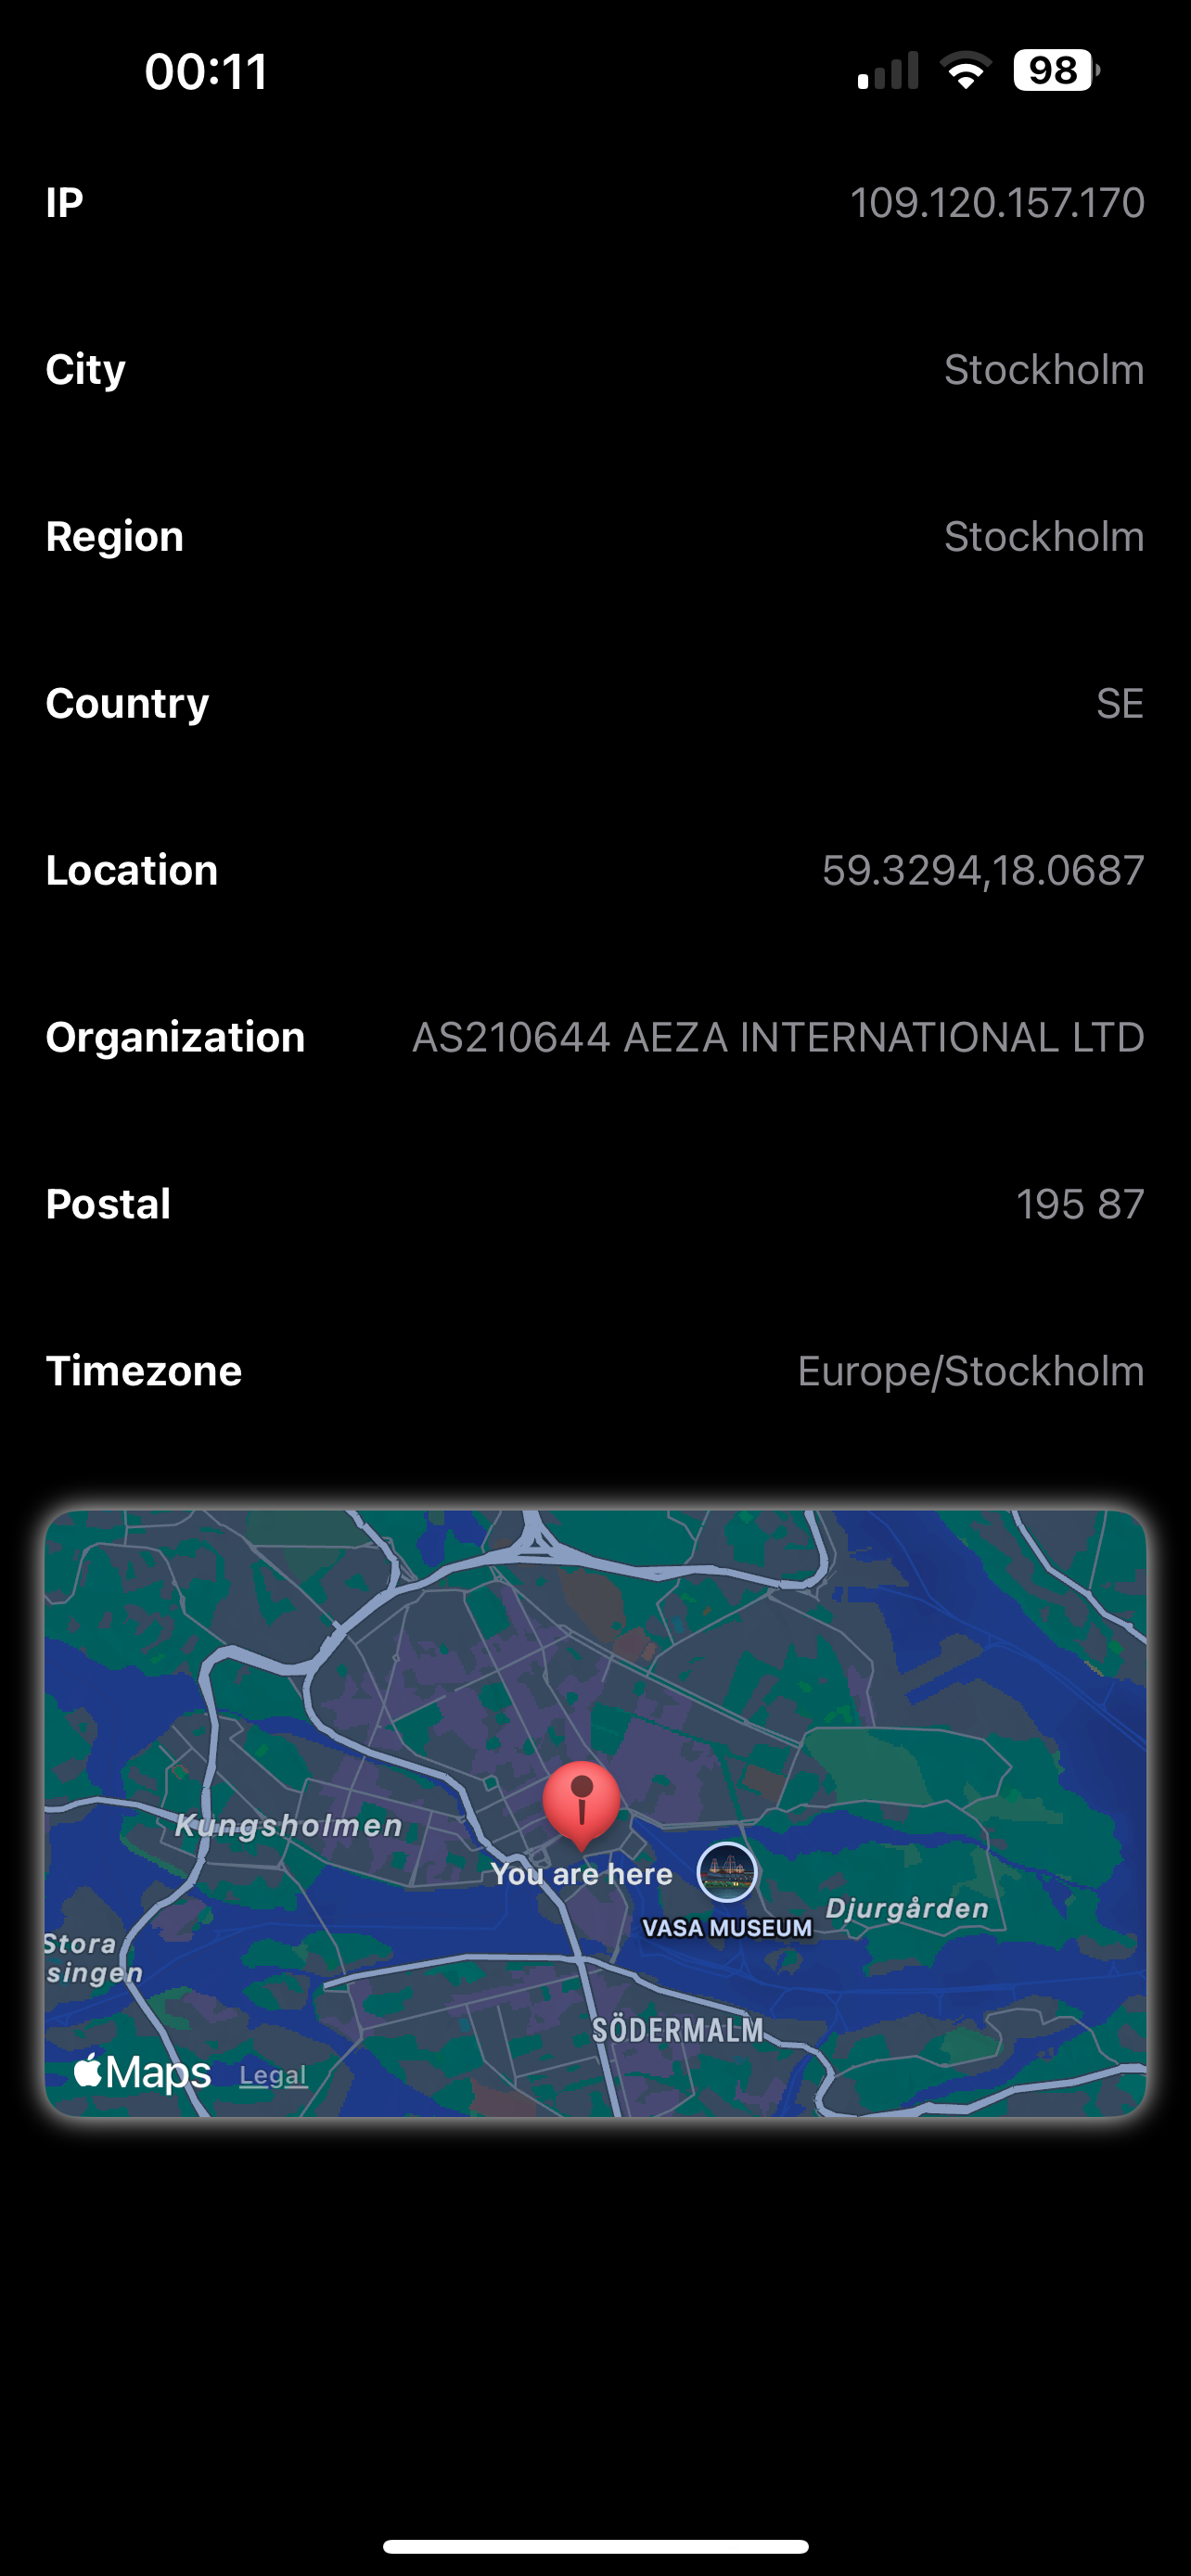 00:11
98
IP 109.120.157.170
City Stockholm
Region Stockholm
Country SE
Location 59.3294,18.0687
Organization AS210644 AEZA INTERNATIONAL LTD
Postal 195 87
Timezone Europe/Stockholm
Kungsholmen
You are here
VASA MUSEUM
Djurgården
Stora
singen
SÖDERMALM
Maps Legal